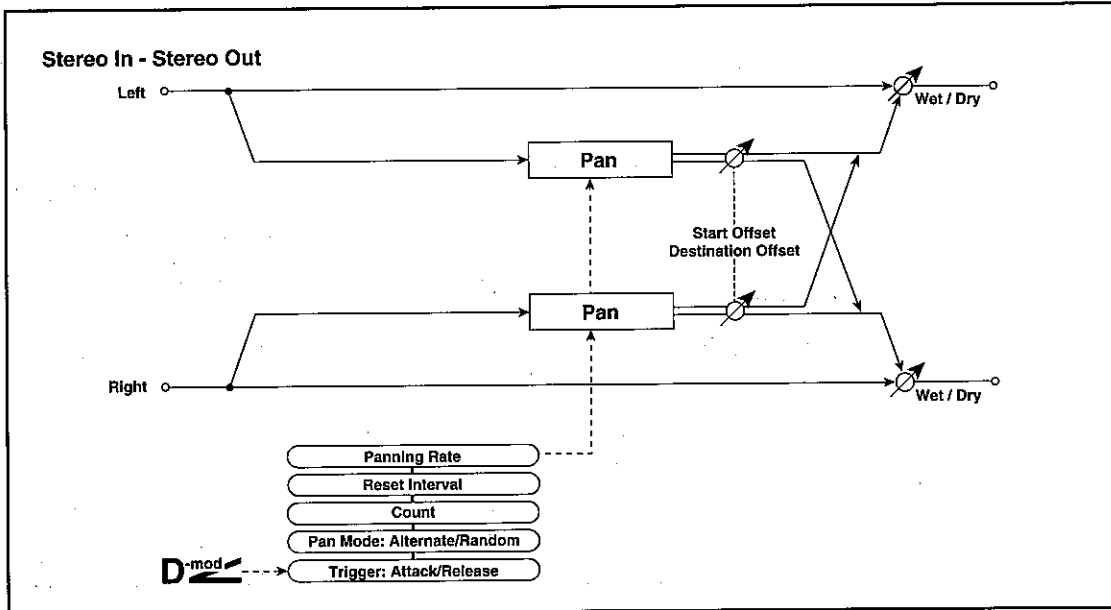 Stereo In - Stereo Out
Left
Wet / Dry
Pan
Start Offset
Destination Offset
Pan
Right
Wet / Dry
Panning Rate
Reset Interval
Count
Pan Mode: Alternate/Random
D-mod
Trigger: Attack/Release